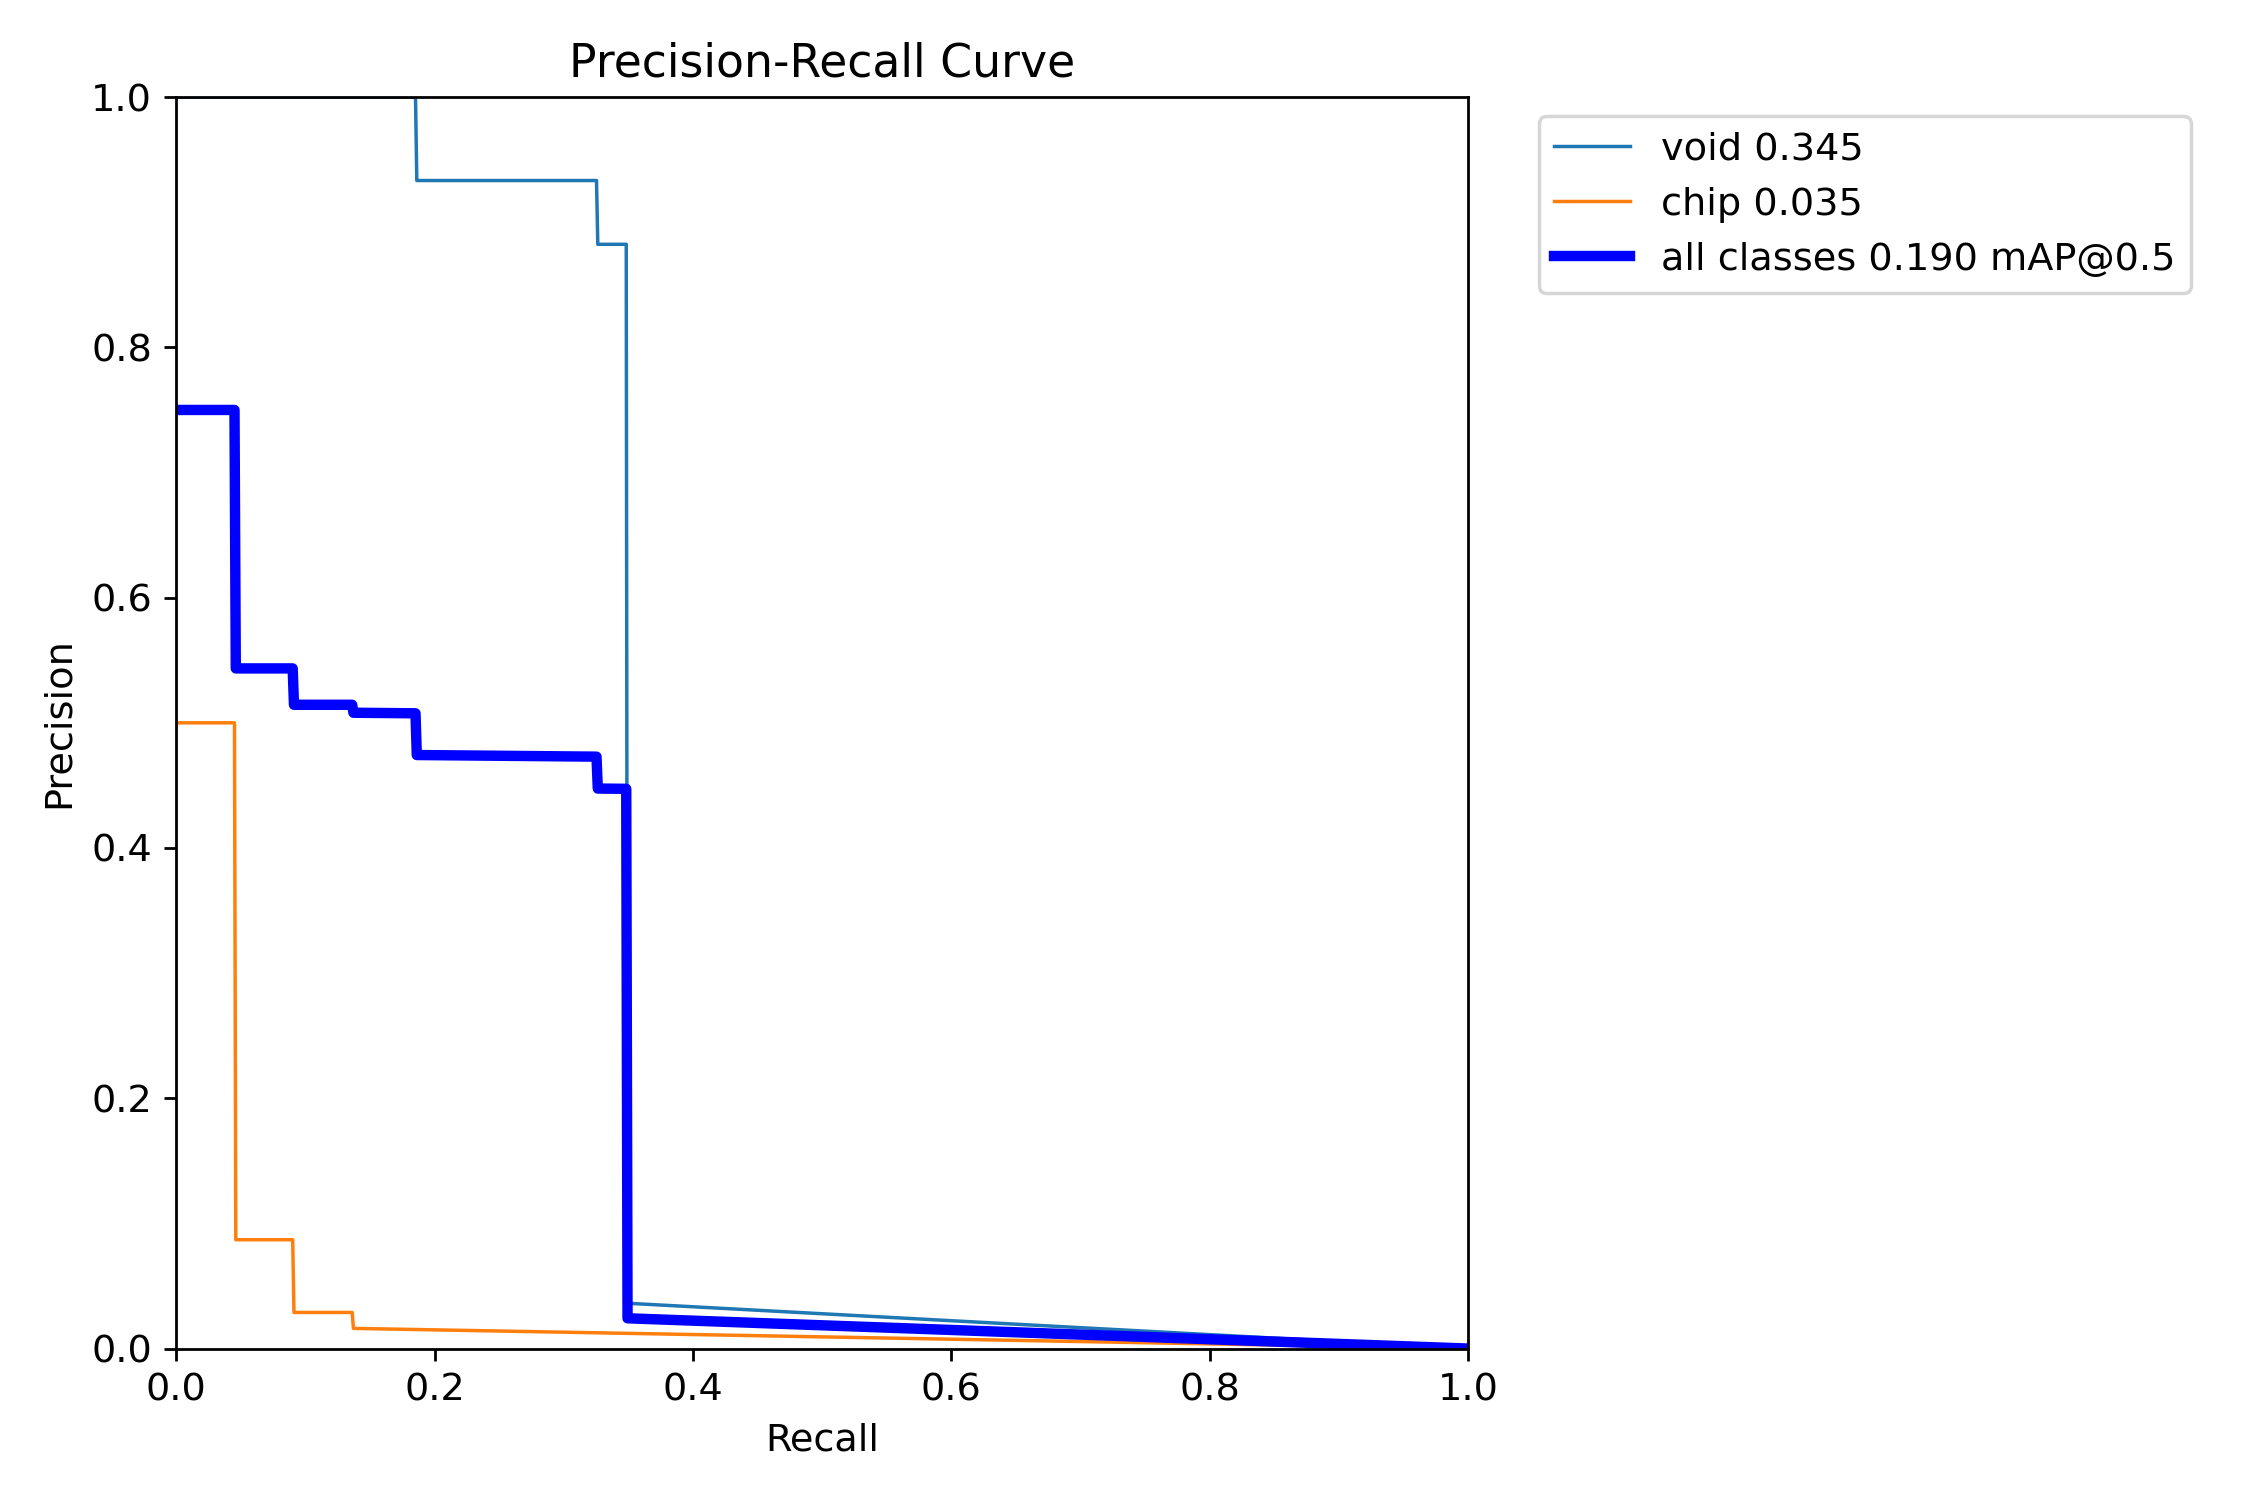 Precision-Recall Curve
1.0
0.8
0.6
0.4
0.2
0.0
Precision
0.0 0.2 0.4 0.6 0.8 1.0
Recall
void 0.345
chip 0.035
all classes 0.190 mAP@0.5